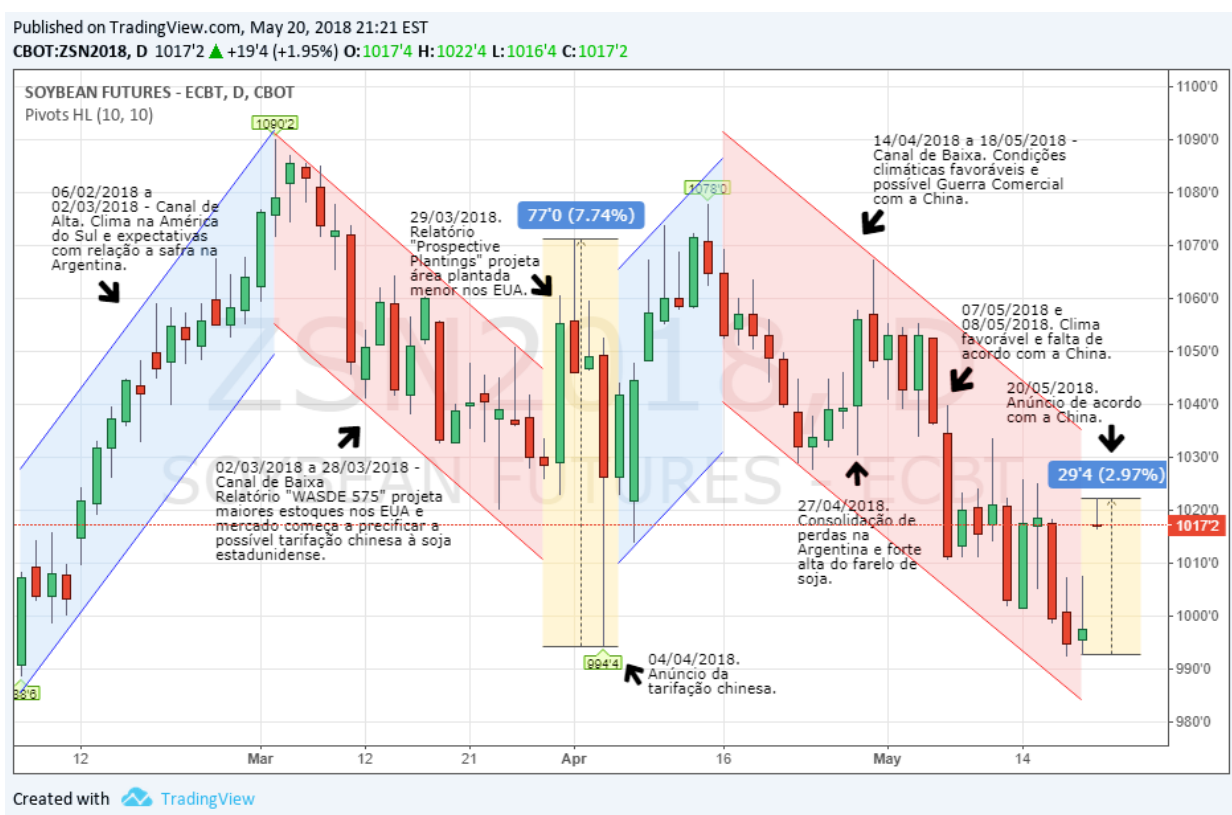 Published on TradingView.com, May 20, 2018 21:21 EST
CBOT:ZSN2018, D 1017'2 ▲ +19'4 (+1.95%) O:1017'4 H:1022'4 L:1016'4 C:1017'2
SOYBEAN FUTURES - ECBT, D, CBOT
Pivots HL (10, 10)
ZSN2018, D
SOYBEAN FUTURES - ECBT
1090'2
06/02/2018 a
02/03/2018 - Canal de
Alta. Clima na América
do Sul e expectativas
com relação a safra na
Argentina.
29/03/2018.
Relatório
"Prospective
Plantings" projeta
área plantada
menor nos EUA.
77'0 (7.74%)
1078'0
14/04/2018 a 18/05/2018 -
Canal de Baixa. Condições
climáticas favoráveis e
possível Guerra Comercial
com a China.
07/05/2018 e
08/05/2018. Clima
favorável e falta de
acordo com a China.
20/05/2018.
Anúncio de acordo
com a China.
29'4 (2.97%)
02/03/2018 a 28/03/2018 -
Canal de Baixa
Relatório "WASDE 575" projeta
maiores estoques nos EUA e
mercado começa a precificar a
possível tarifação chinesa à soja
estadunidense.
27/04/2018.
Consolidação de
perdas na
Argentina e forte
alta do farelo de
soja.
994'4
04/04/2018.
Anúncio da
tarifação chinesa.
88'6
1100'0
1090'0
1080'0
1070'0
1060'0
1050'0
1040'0
1030'0
1020'0
1017'2
1010'0
1000'0
990'0
980'0
12 Mar 12 21 Apr 16 May 14
Created with TradingView